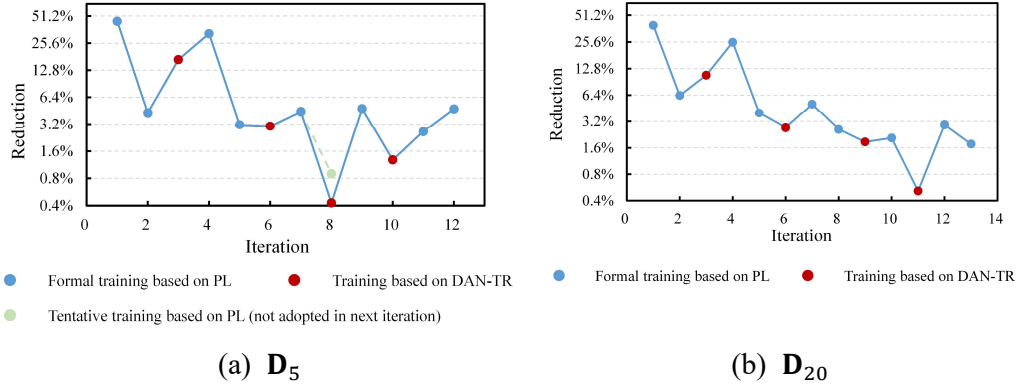 51.2%
25.6%
12.8%
6.4%
3.2%
1.6%
0.8%
0.4%
Reduction
0 2 4 6 8 10 12
Iteration
Formal training based on PL
Training based on DAN-TR
Tentative training based on PL (not adopted in next iteration)
(a) D₅
51.2%
25.6%
12.8%
6.4%
3.2%
1.6%
0.8%
0.4%
Reduction
0 2 4 6 8 10 12 14
Iteration
Formal training based on PL
Training based on DAN-TR
(b) D₂₀